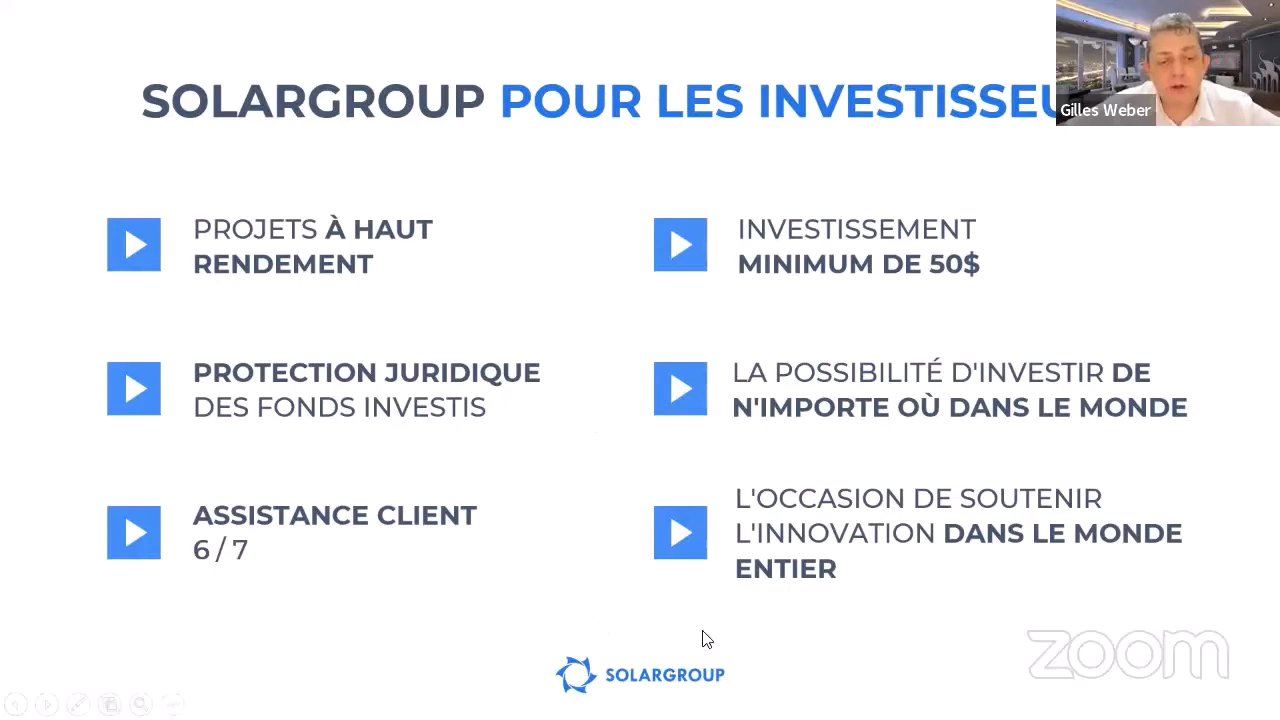 SOLARGROUP POUR LES INVESTISSEU
Gilles Weber
PROJETS À HAUT
RENDEMENT
INVESTISSEMENT
MINIMUM DE 50$
PROTECTION JURIDIQUE
DES FONDS INVESTIS
LA POSSIBILITÉ D'INVESTIR DE
N'IMPORTE OÙ DANS LE MONDE
ASSISTANCE CLIENT
6 / 7
L'OCCASION DE SOUTENIR
L'INNOVATION DANS LE MONDE
ENTIER
SOLARGROUP
zoom